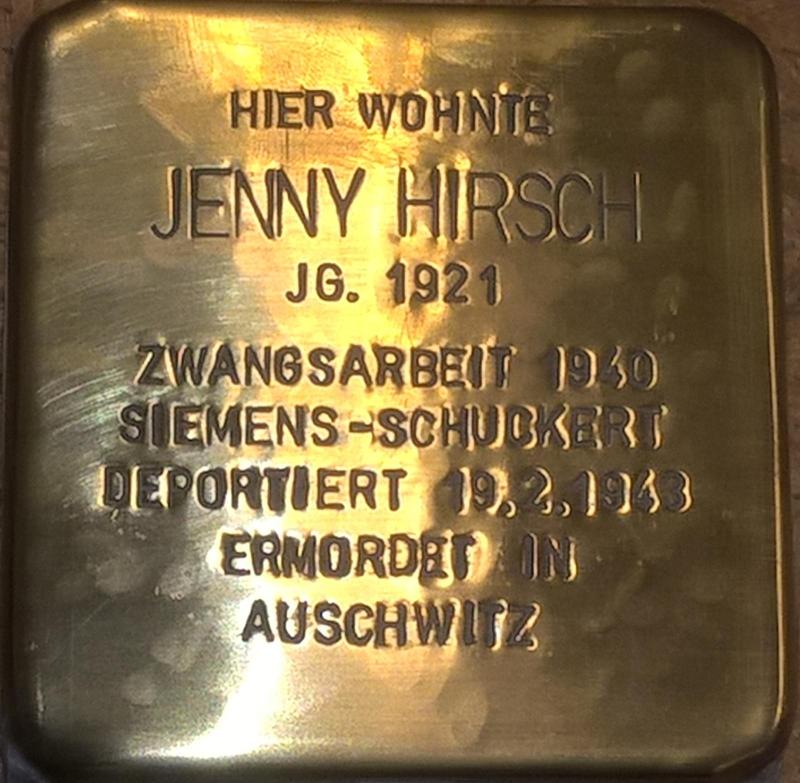 HIER WOHNTE
JENNY HIRSCH
JG. 1921
ZWANGSARBEIT 1940
SIEMENS-SCHUCKERT
DEPORTIERT 19.2.1943
ERMORDET IN
AUSCHWITZ